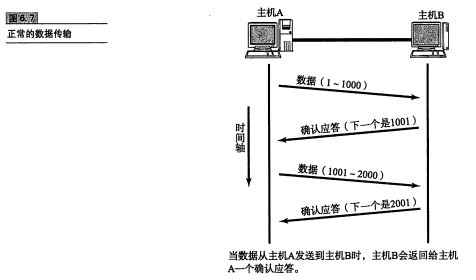 图6.7
正常的数据传输
主机A
主机B
数据（1～1000）
确认应答（下一个是1001）
时间轴
数据（1001～2000）
确认应答（下一个是2001）
当数据从主机A发送到主机B时，主机B会返回给主机
A一个确认应答。